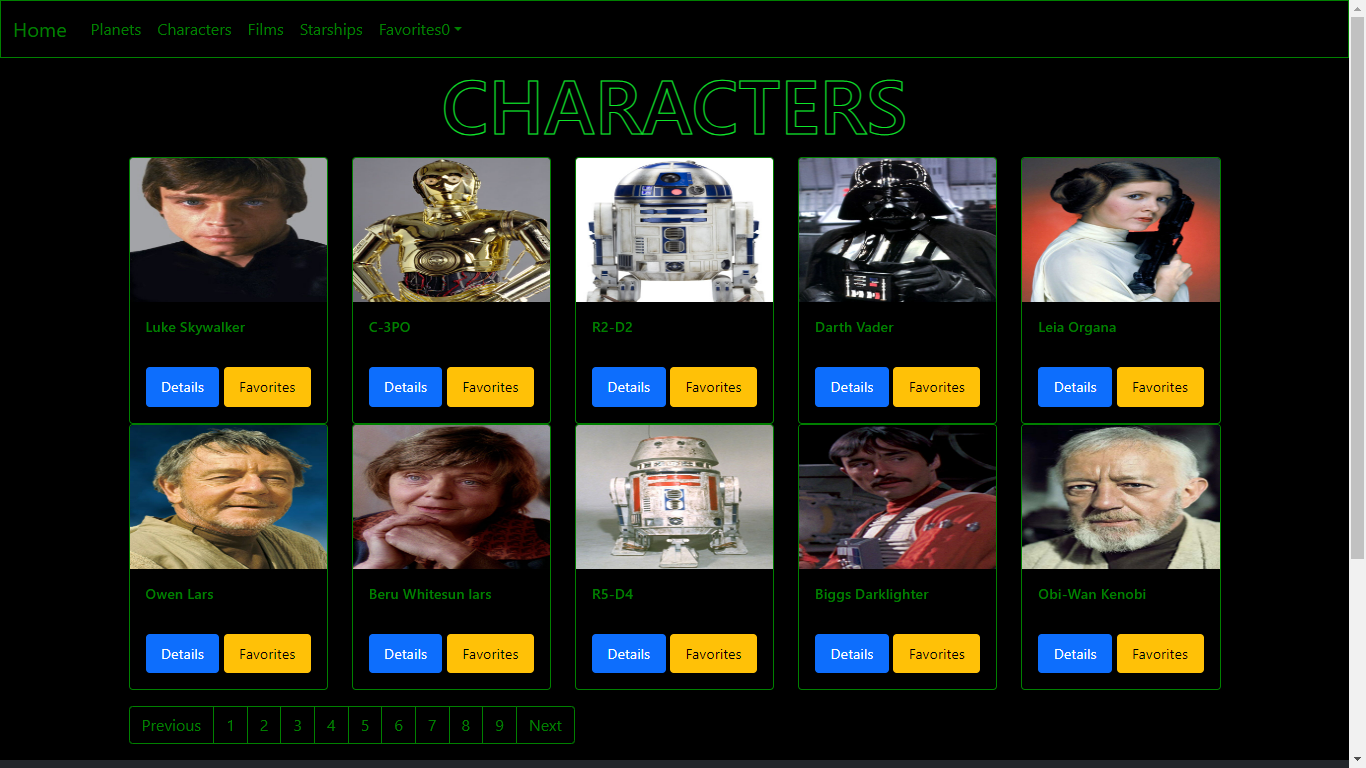 Home Planets Characters Films Starships Favorites0
CHARACTERS
Luke Skywalker
Details Favorites
C-3PO
Details Favorites
R2-D2
Details Favorites
Darth Vader
Details Favorites
Leia Organa
Details Favorites
Owen Lars
Details Favorites
Beru Whitesun lars
Details Favorites
R5-D4
Details Favorites
Biggs Darklighter
Details Favorites
Obi-Wan Kenobi
Details Favorites
Previous 1 2 3 4 5 6 7 8 9 Next